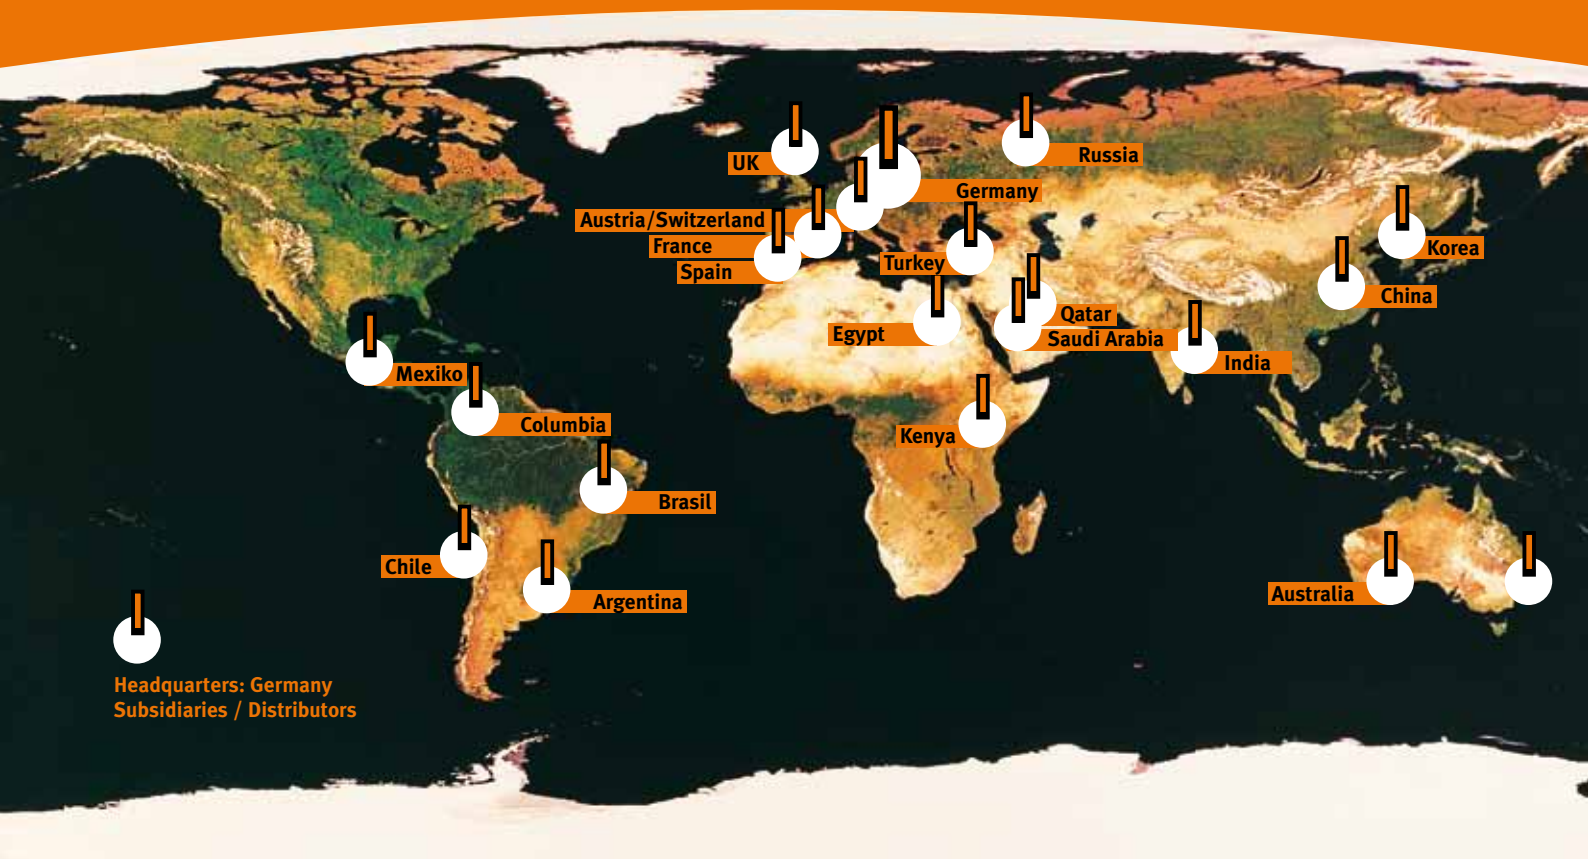 UK
Russia
Germany
Austria/Switzerland
France
Spain
Turkey
Korea
China
Qatar
Saudi Arabia
Egypt
India
Mexiko
Columbia
Kenya
Brasil
Chile
Argentina
Australia
Headquarters: Germany
Subsidiaries / Distributors